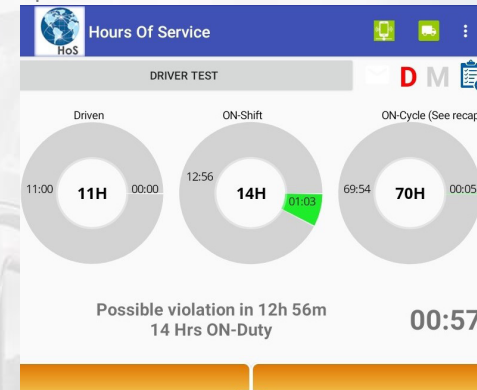 Hours Of Service
HoS
DRIVER TEST
D M
Driven
ON-Shift
ON-Cycle (See recap
11:00
11H
00:00
12:56
14H
01:03
69:54
70H
00:05
Possible violation in 12h 56m
14 Hrs ON-Duty
00:57